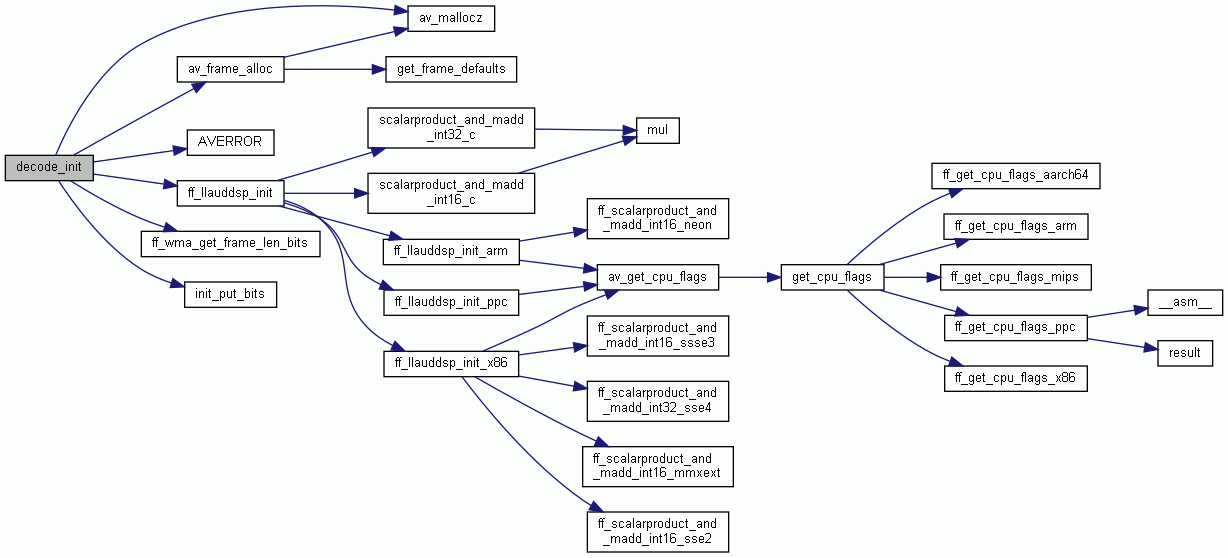 decode_init
av_mallocz
av_frame_alloc
get_frame_defaults
AVERROR
ff_llauddsp_init
ff_wma_get_frame_len_bits
init_put_bits
scalarproduct_and_madd
_int32_c
scalarproduct_and_madd
_int16_c
mul
ff_llauddsp_init_arm
ff_llauddsp_init_ppc
ff_llauddsp_init_x86
ff_scalarproduct_and
_madd_int16_neon
av_get_cpu_flags
ff_scalarproduct_and
_madd_int16_ssse3
ff_scalarproduct_and
_madd_int32_sse4
ff_scalarproduct_and
_madd_int16_mmxext
ff_scalarproduct_and
_madd_int16_sse2
get_cpu_flags
ff_get_cpu_flags_aarch64
ff_get_cpu_flags_arm
ff_get_cpu_flags_mips
ff_get_cpu_flags_ppc
ff_get_cpu_flags_x86
__asm__
result